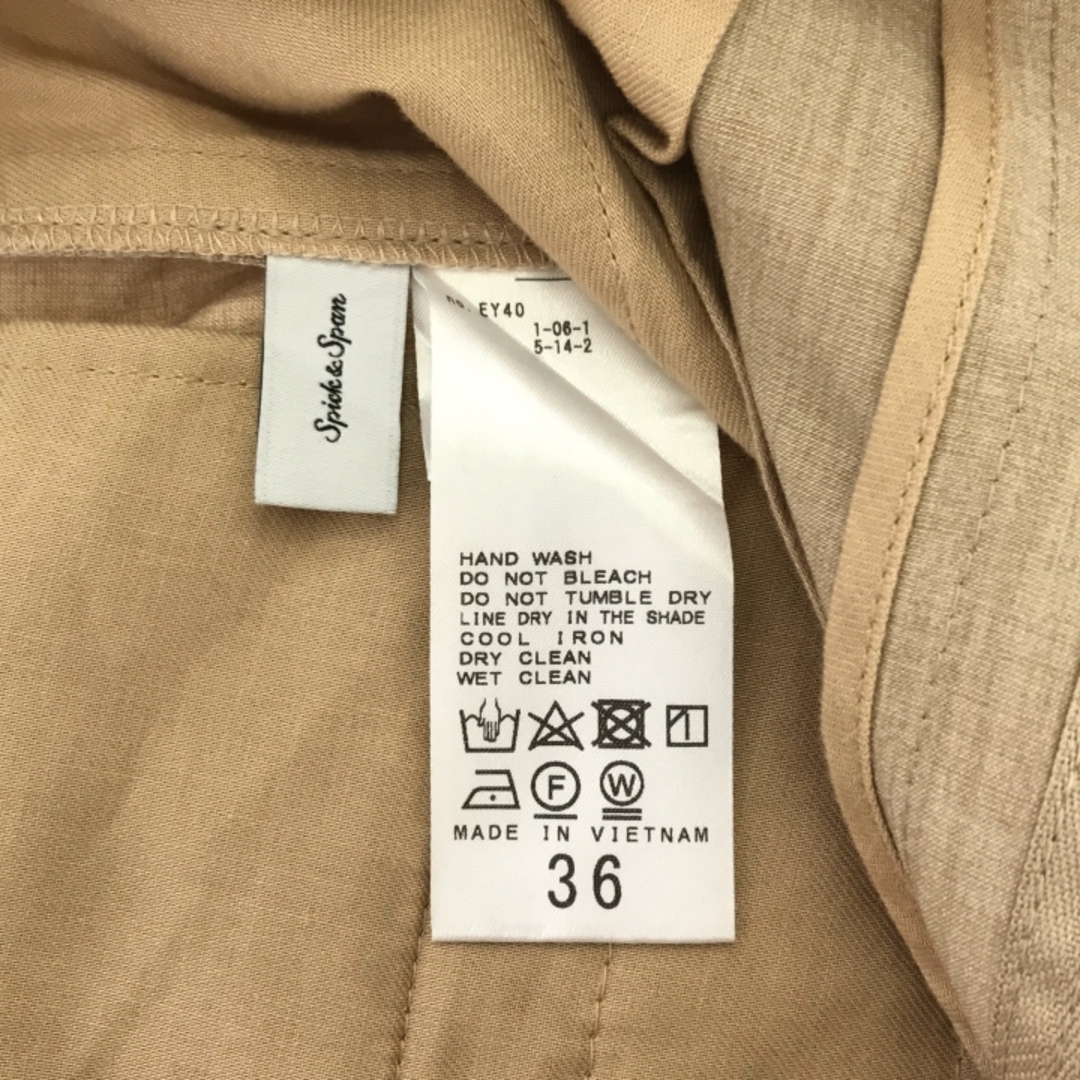 Spick&Span
no. EY40
1-06-1
5-14-2
HAND WASH
DO NOT BLEACH
DO NOT TUMBLE DRY
LINE DRY IN THE SHADE
COOL IRON
DRY CLEAN
WET CLEAN
F W
MADE IN VIETNAM
36